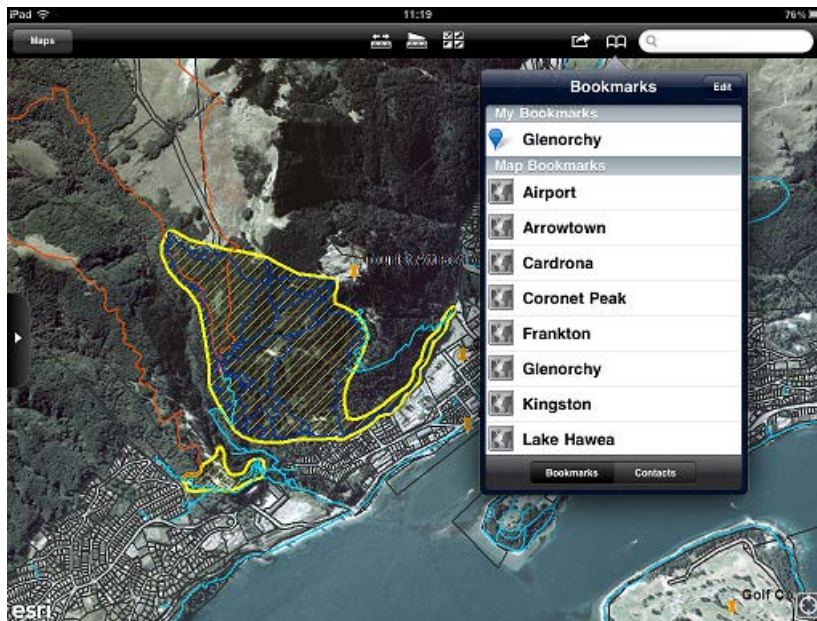 iPad
11:19
76%
Maps
Bookmarks
Edit
My Bookmarks
Glenorchy
Map Bookmarks
Airport
Arrowtown
Cardrona
Coronet Peak
Frankton
Glenorchy
Kingston
Lake Hawea
Bookmarks
Contacts
Golf Co
esri